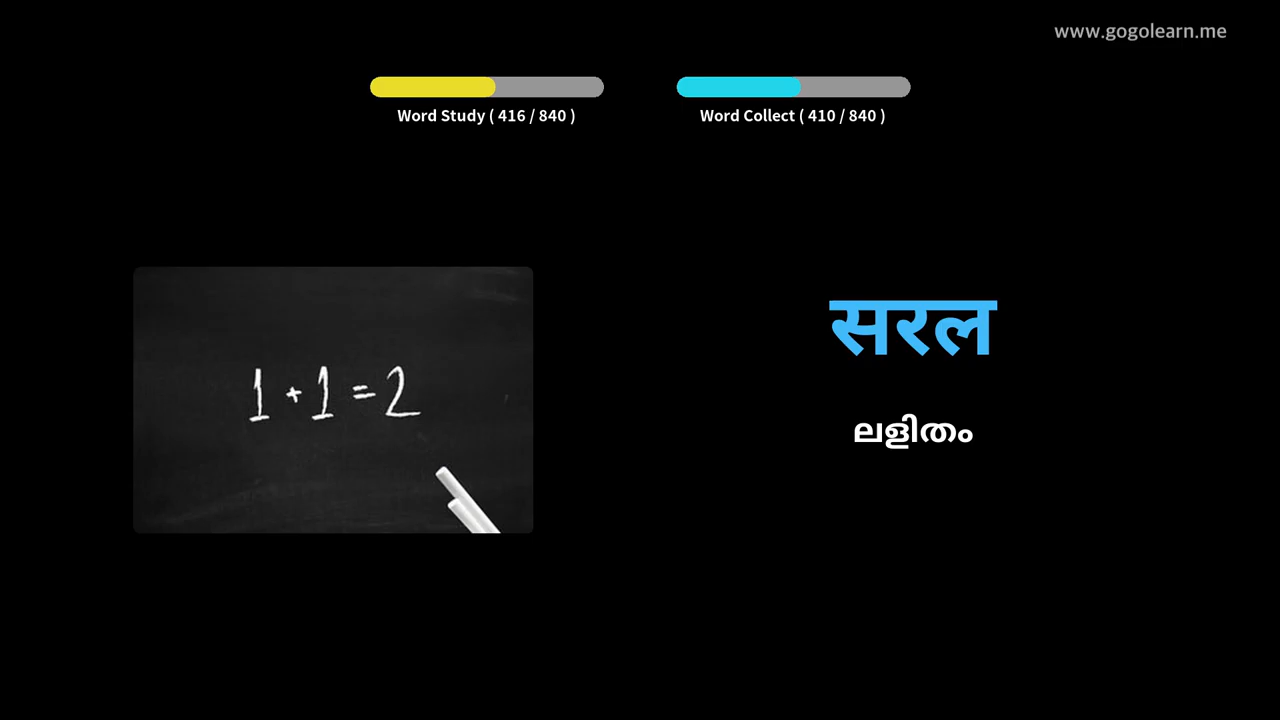 www.gogolearn.me
Word Study ( 416 / 840 )
Word Collect ( 410 / 840 )
1 + 1 = 2
सरल
ലളിതം